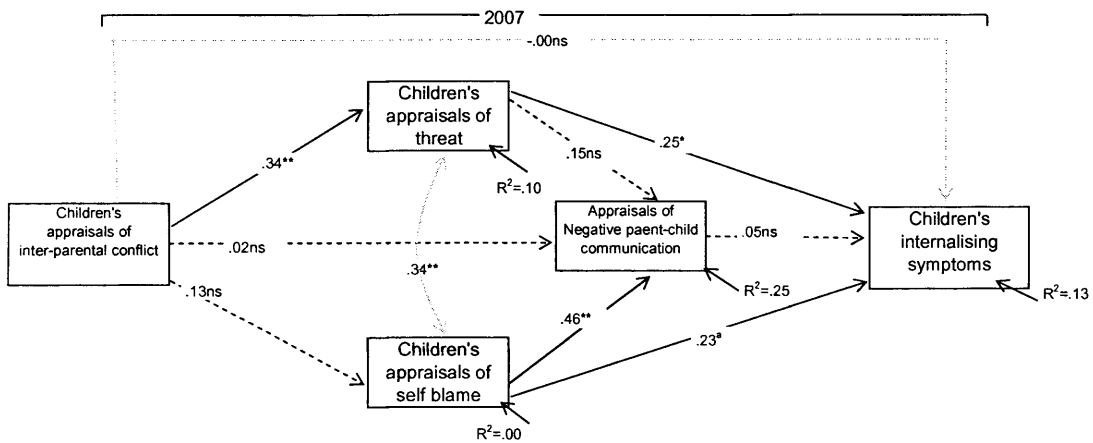 2007
-.00ns
Children's
appraisals of
threat
.34**
.25*
.15ns
R²=.10
Children's
appraisals of
inter-parental conflict
Appraisals of
Negative paent-child
communication
Children's
internalising
symptoms
.02ns
.05ns
.34**
.13ns
R²=.25
R²=.13
.46**
.23ª
Children's
appraisals of
self blame
R²=.00